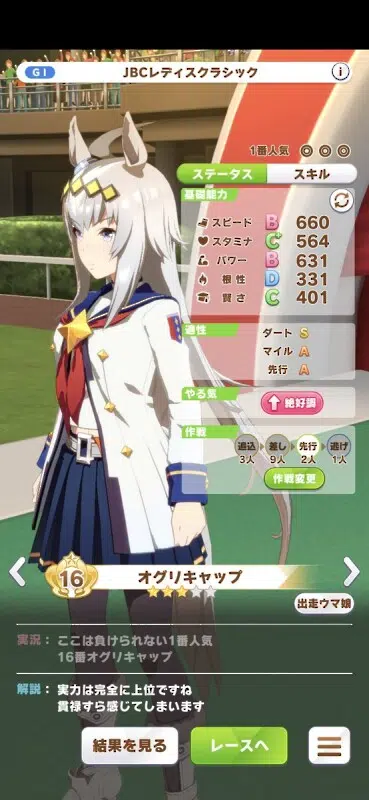 GI JBCレディスクラシック i
1番人気 ◎ ◎ ◎
ステータス スキル
基礎能力
スピード B 660
スタミナ C+ 564
パワー B 631
根性 D 331
賢さ C 401
適性
ダート S
マイル A
先行 A
やる気
絶好調
作戦
追込 差し 先行 逃げ
3人 9人 2人 1人
作戦変更
16 オグリキャップ
出走ウマ娘
実況：ここは負けられない1番人気
16番オグリキャップ
解説：実力は完全に上位ですね
貫禄すら感じてしまいます
結果を見る レースへ